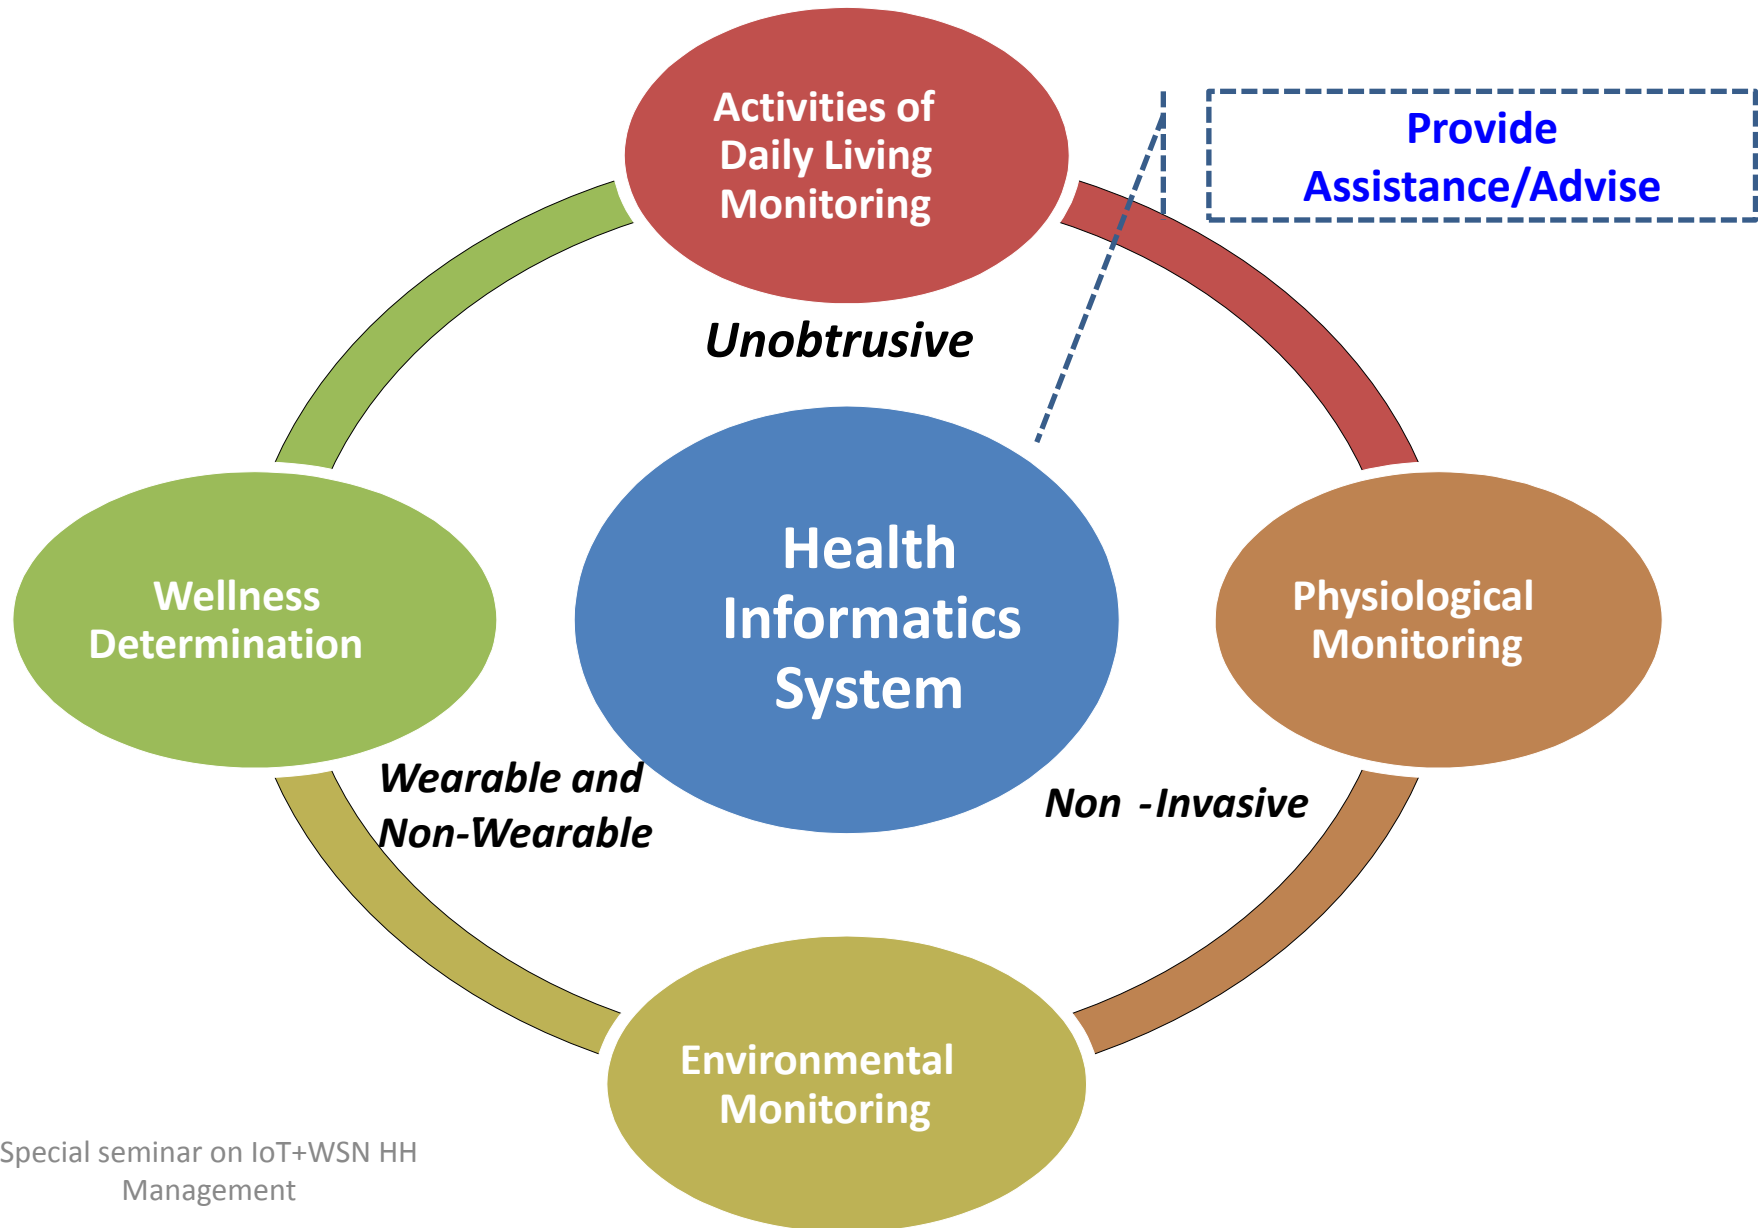 Activities of
Daily Living
Monitoring
Provide
Assistance/Advise
Unobtrusive
Health
Informatics
System
Wellness
Determination
Physiological
Monitoring
Wearable and
Non-Wearable
Non -Invasive
Environmental
Monitoring
Special seminar on IoT+WSN HH
Management